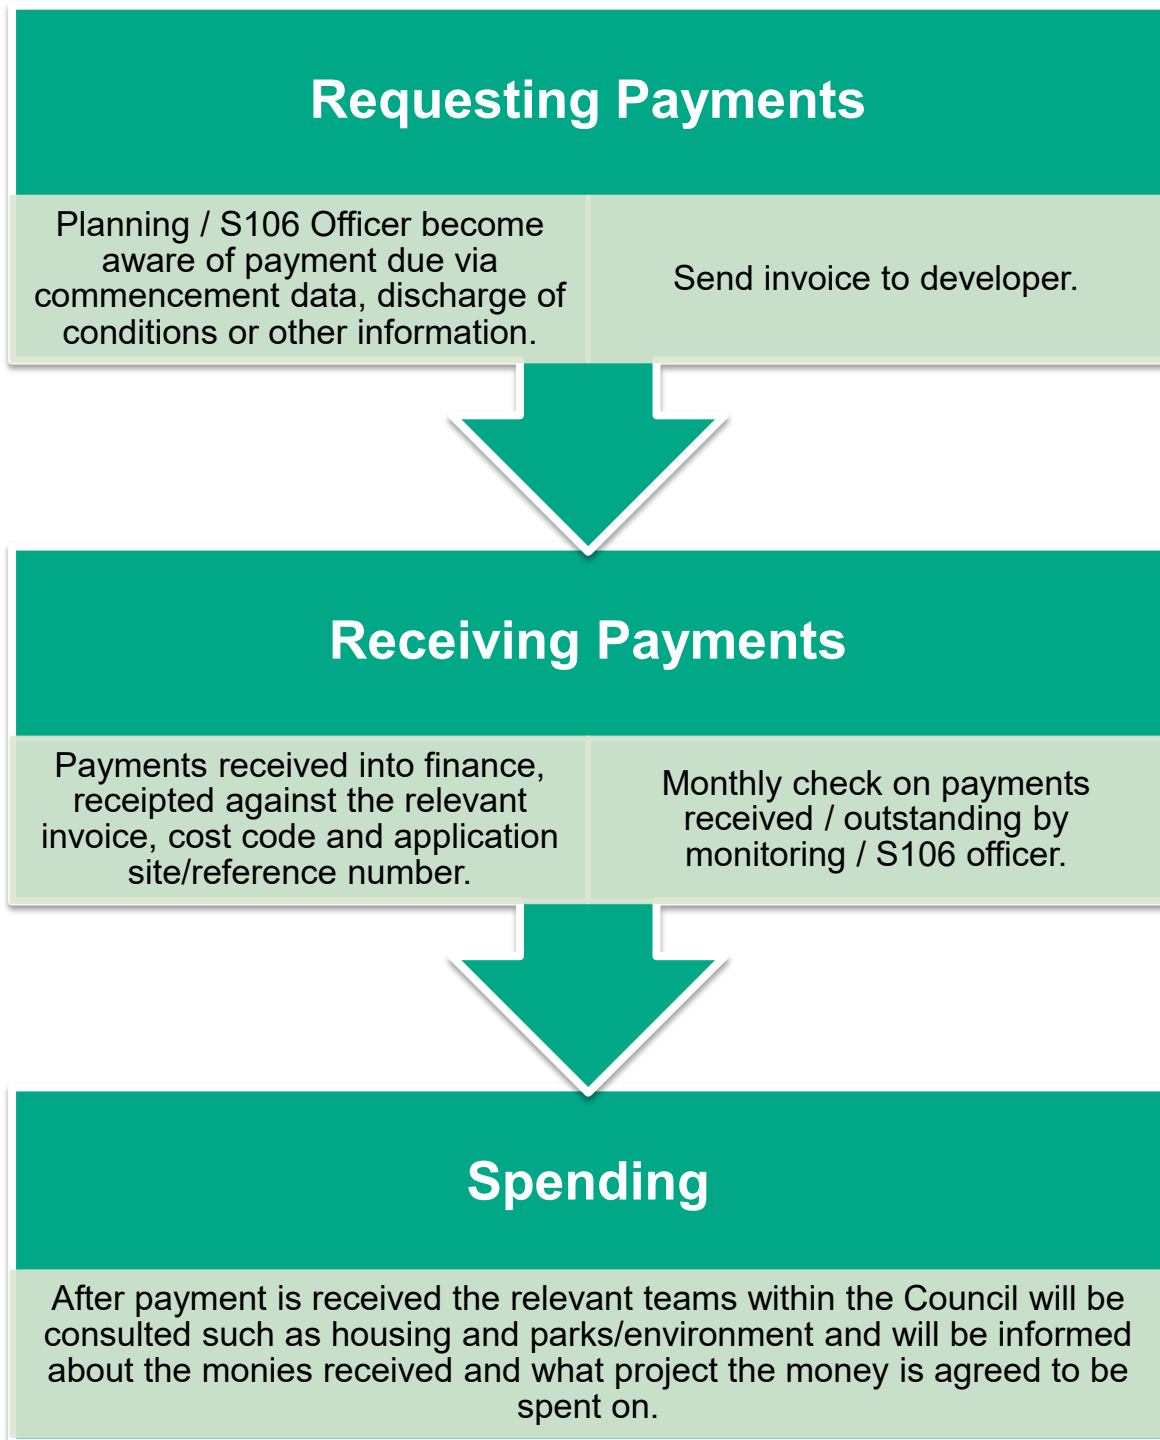 Requesting Payments
Planning / S106 Officer become
aware of payment due via
commencement data, discharge of
conditions or other information.
Send invoice to developer.
Receiving Payments
Payments received into finance,
receipted against the relevant
invoice, cost code and application
site/reference number.
Monthly check on payments
received / outstanding by
monitoring / S106 officer.
Spending
After payment is received the relevant teams within the Council will be
consulted such as housing and parks/environment and will be informed
about the monies received and what project the money is agreed to be
spent on.